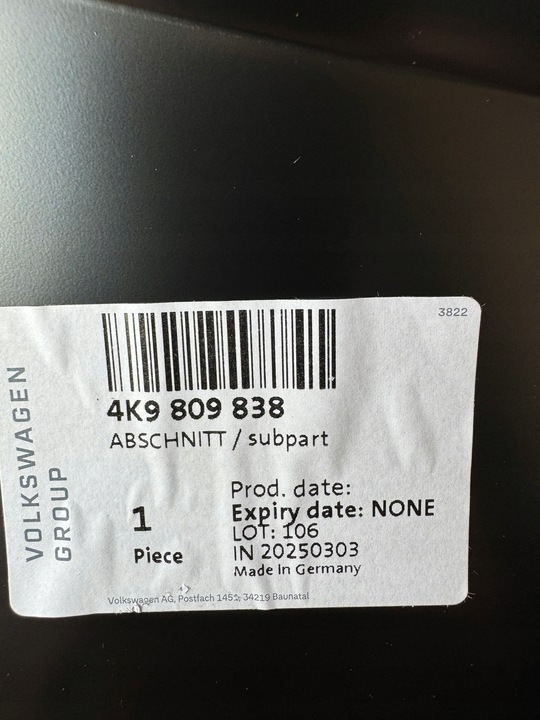 3822
4K9 809 838
ABSCHNITT / subpart
VOLKSWAGEN
GROUP
1
Piece
Prod. date:
Expiry date: NONE
LOT: 106
IN 20250303
Made In Germany
Volkswagen AG, Postfach 1451, 34219 Baunatal